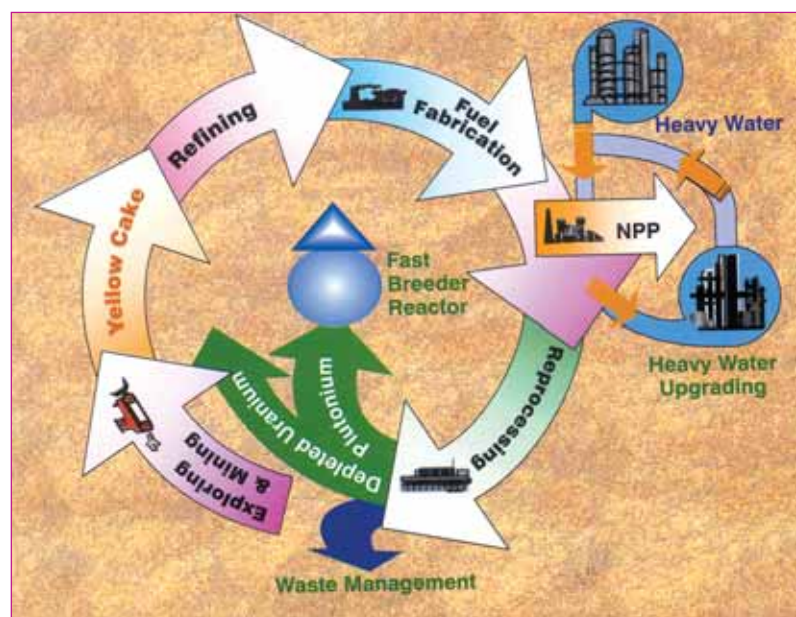 Exploring
& Mining
Yellow Cake
Refining
Fuel
Fabrication
Heavy Water
NPP
Heavy Water
Upgrading
Reprocessing
Fast
Breeder
Reactor
Plutonium
Depleted Uranium
Waste Management